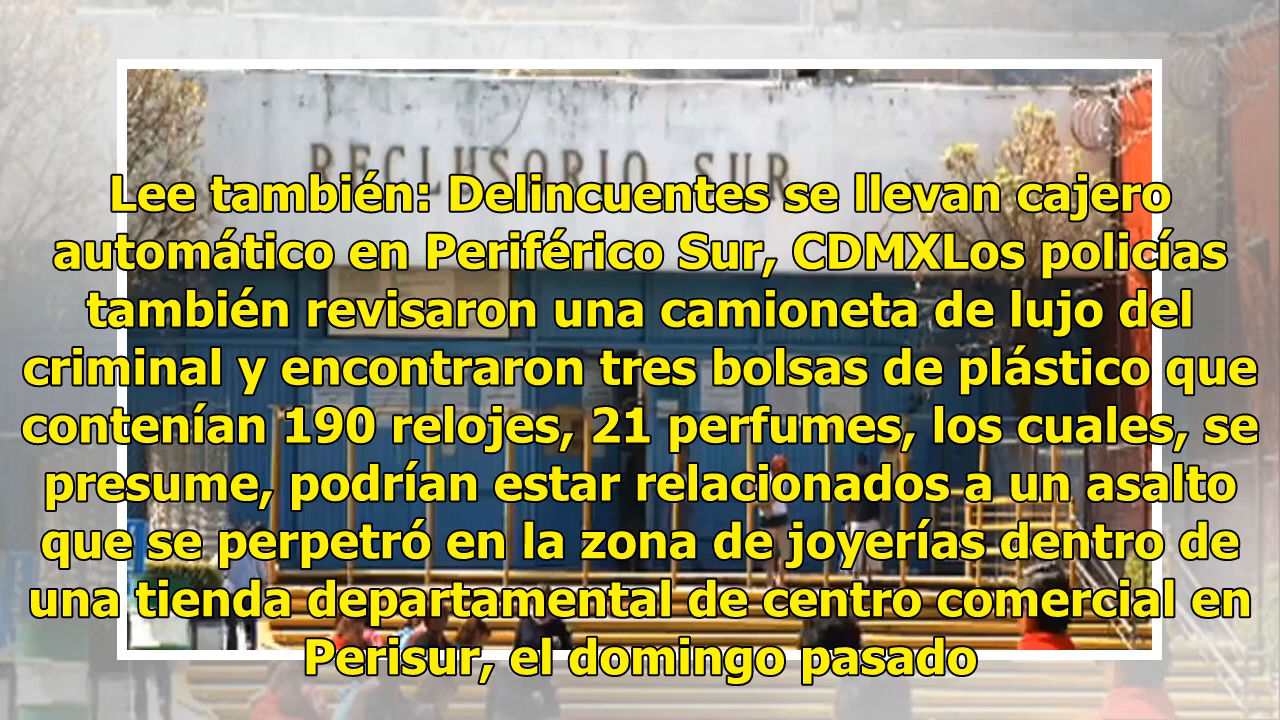 RECLUSORIO SUR
Lee también: Delincuentes se llevan cajero
automático en Periférico Sur, CDMXLos policías
también revisaron una camioneta de lujo del
criminal y encontraron tres bolsas de plástico que
contenían 190 relojes, 21 perfumes, los cuales, se
presume, podrían estar relacionados a un asalto
que se perpetró en la zona de joyerías dentro de
una tienda departamental de centro comercial en
Perisur, el domingo pasado